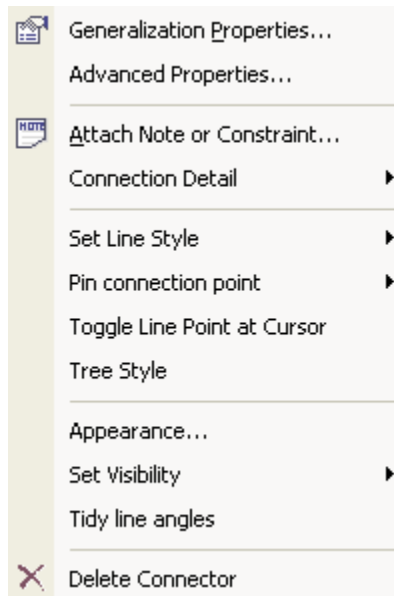 Generalization Properties...
Advanced Properties...
NOTE
Attach Note or Constraint...
Connection Detail
Set Line Style
Pin connection point
Toggle Line Point at Cursor
Tree Style
Appearance...
Set Visibility
Tidy line angles
Delete Connector